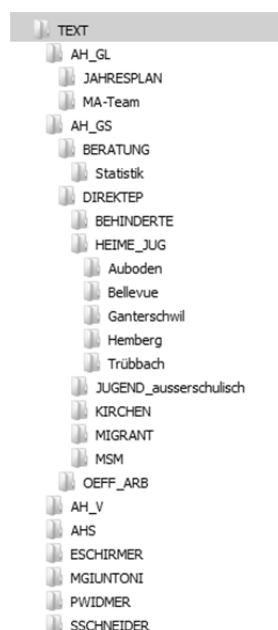 TEXT
AH_GL
JAHRESPLAN
MA-Team
AH_GS
BERATUNG
Statistik
DIREKTEP
BEHINDERTE
HEIME_JUG
Auboden
Bellevue
Ganterschwil
Hemberg
Trübbach
JUGEND_ausserschulisch
KIRCHEN
MIGRANT
MSM
OEFF_ARB
AH_V
AHS
ESCHIRMER
MGIUNTONI
PWIDMER
SSCHNEIDER